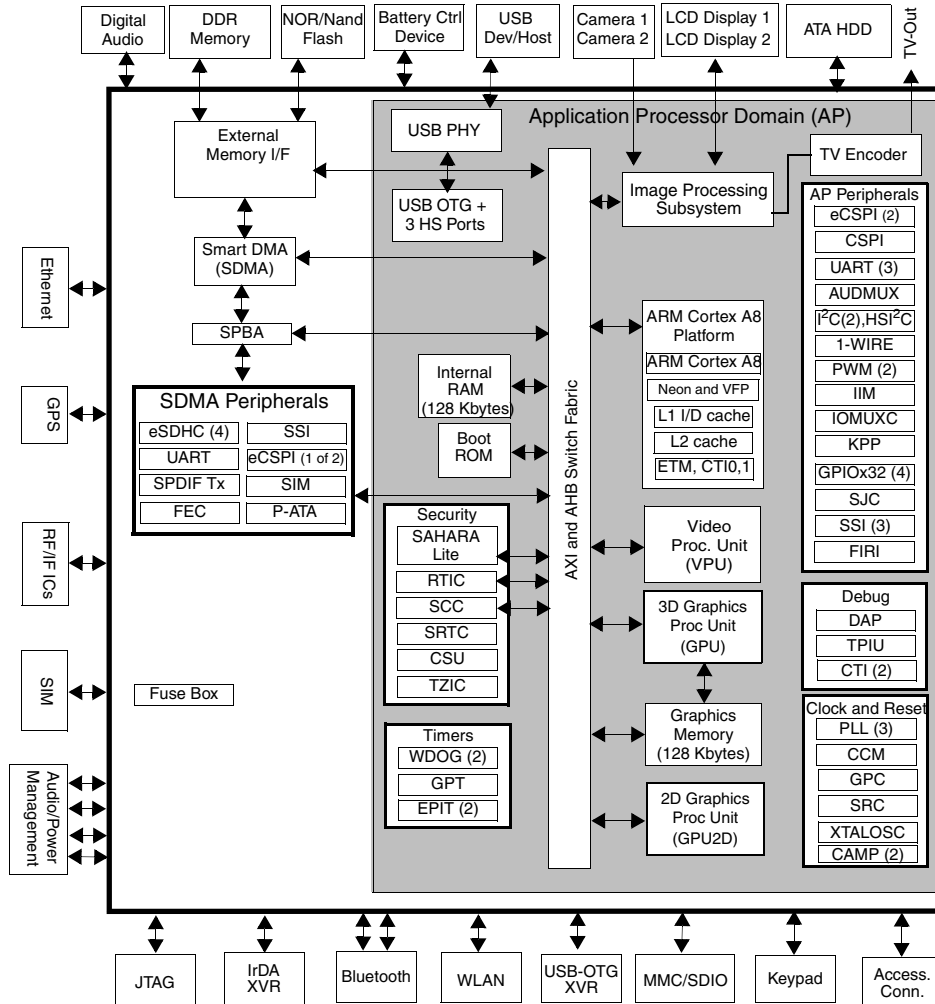 Digital
Audio
DDR
Memory
NOR/Nand
Flash
Battery Ctrl
Device
USB
Dev/Host
Camera 1
Camera 2
LCD Display 1
LCD Display 2
ATA HDD
TV-Out
Application Processor Domain (AP)
External
Memory I/F
USB PHY
TV Encoder
USB OTG +
3 HS Ports
Image Processing
Subsystem
Smart DMA
(SDMA)
SPBA
SDMA Peripherals
eSDHC (4)
SSI
UART
eCSPI (1 of 2)
SPDIF Tx
SIM
FEC
P-ATA
Fuse Box
Internal
RAM
(128 Kbytes)
Boot
ROM
Security
SAHARA
Lite
RTIC
SCC
SRTC
CSU
TZIC
Timers
WDOG (2)
GPT
EPIT (2)
AXI and AHB Switch Fabric
ARM Cortex A8
Platform
ARM Cortex A8
Neon and VFP
L1 I/D cache
L2 cache
ETM, CTI0,1
Video
Proc. Unit
(VPU)
3D Graphics
Proc Unit
(GPU)
Graphics
Memory
(128 Kbytes)
2D Graphics
Proc Unit
(GPU2D)
AP Peripherals
eCSPI (2)
CSPI
UART (3)
AUDMUX
I²C(2),HSI²C
1-WIRE
PWM (2)
IIM
IOMUXC
KPP
GPIOx32 (4)
SJC
SSI (3)
FIRI
Debug
DAP
TPIU
CTI (2)
Clock and Reset
PLL (3)
CCM
GPC
SRC
XTALOSC
CAMP (2)
Ethernet
GPS
RF/IF ICs
SIM
Audio/Power
Management
JTAG
IrDA
XVR
Bluetooth
WLAN
USB-OTG
XVR
MMC/SDIO
Keypad
Access.
Conn.